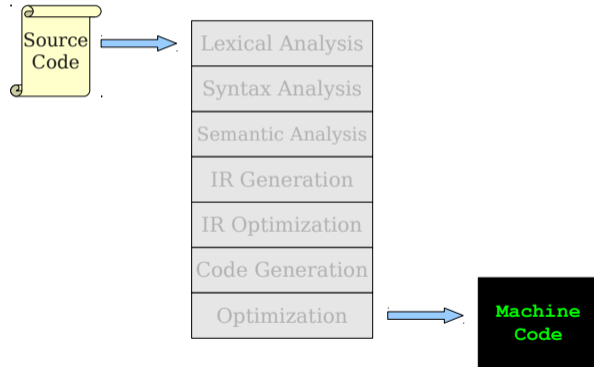 Source
Code
Lexical Analysis
Syntax Analysis
Semantic Analysis
IR Generation
IR Optimization
Code Generation
Optimization
Machine
Code